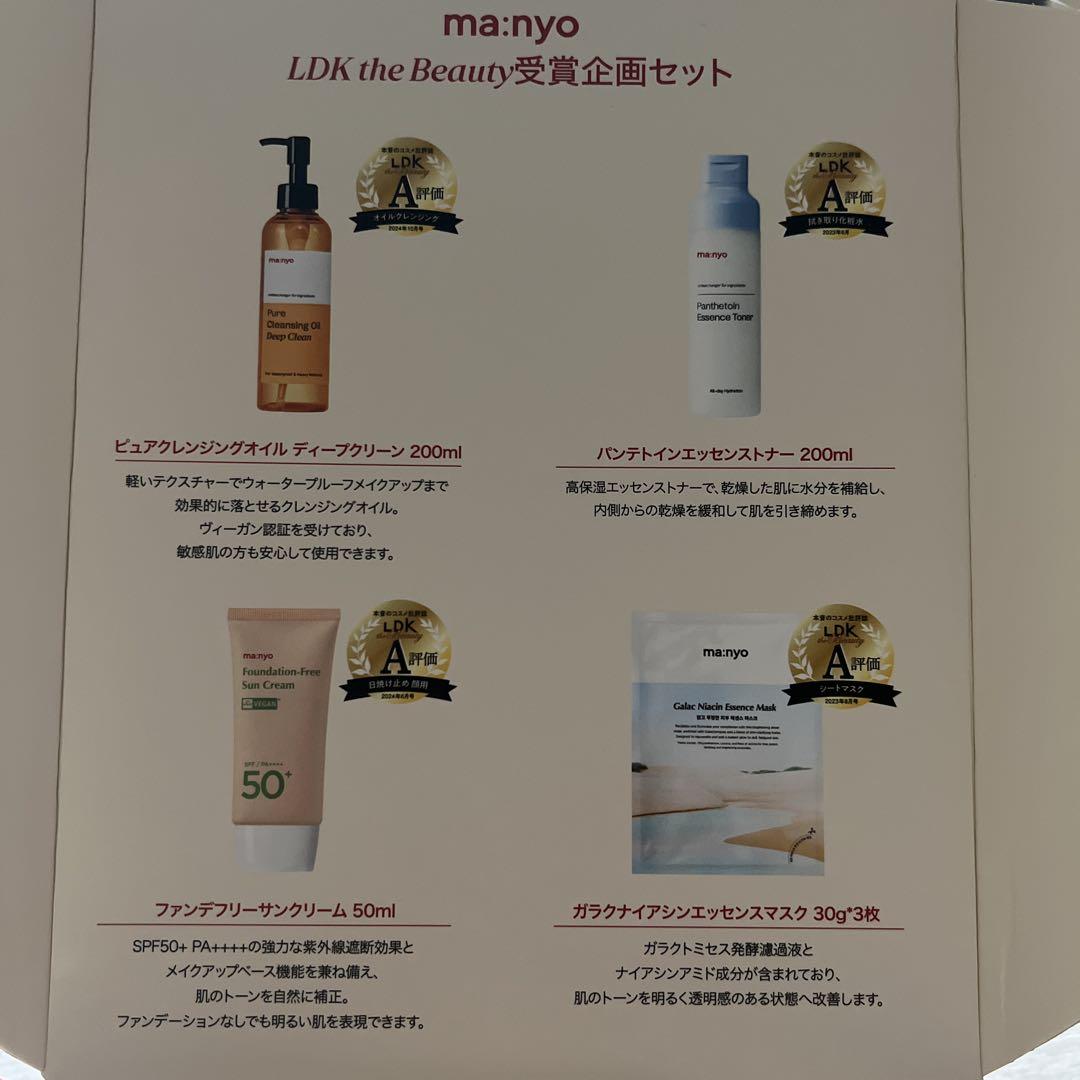 ma:nyo
LDK the Beauty受賞企画セット
本音のコスメ批評誌
LDK
the Beauty
A評価
オイルクレンジング
2024年10月号
ma:nyo
Pure
Cleansing Oil
Deep Clean
For Waterproof & Heavy Makeup
ピュアクレンジングオイル ディープクリーン 200ml
軽いテクスチャーでウォータープルーフメイクアップまで
効果的に落とせるクレンジングオイル。
ヴィーガン認証を受けており、
敏感肌の方も安心して使用できます。
本音のコスメ批評誌
LDK
the Beauty
A評価
拭き取り化粧水
2023年6月
ma:nyo
Panthetoin
Essence Toner
All-day Hydration
パンテトインエッセンストナー 200ml
高保湿エッセンストナーで、乾燥した肌に水分を補給し、
内側からの乾燥を緩和して肌を引き締めます。
本音のコスメ批評誌
LDK
the Beauty
A評価
日焼け止め 顔用
2024年6月号
ma:nyo
Foundation-Free
Sun Cream
VEGAN
SPF / PA++++
50+
ファンデフリーサンクリーム 50ml
SPF50+ PA++++の強力な紫外線遮断効果と
メイクアップベース機能を兼ね備え、
肌のトーンを自然に補正。
ファンデーションなしでも明るい肌を表現できます。
本音のコスメ批評誌
LDK
the Beauty
A評価
シートマスク
2023年8月号
ma:nyo
Galac Niacin Essence Mask
ガラクナイアシンエッセンスマスク 30g*3枚
ガラクトミセス発酵濾過液と
ナイアシンアミド成分が含まれており、
肌のトーンを明るく透明感のある状態へ改善します。